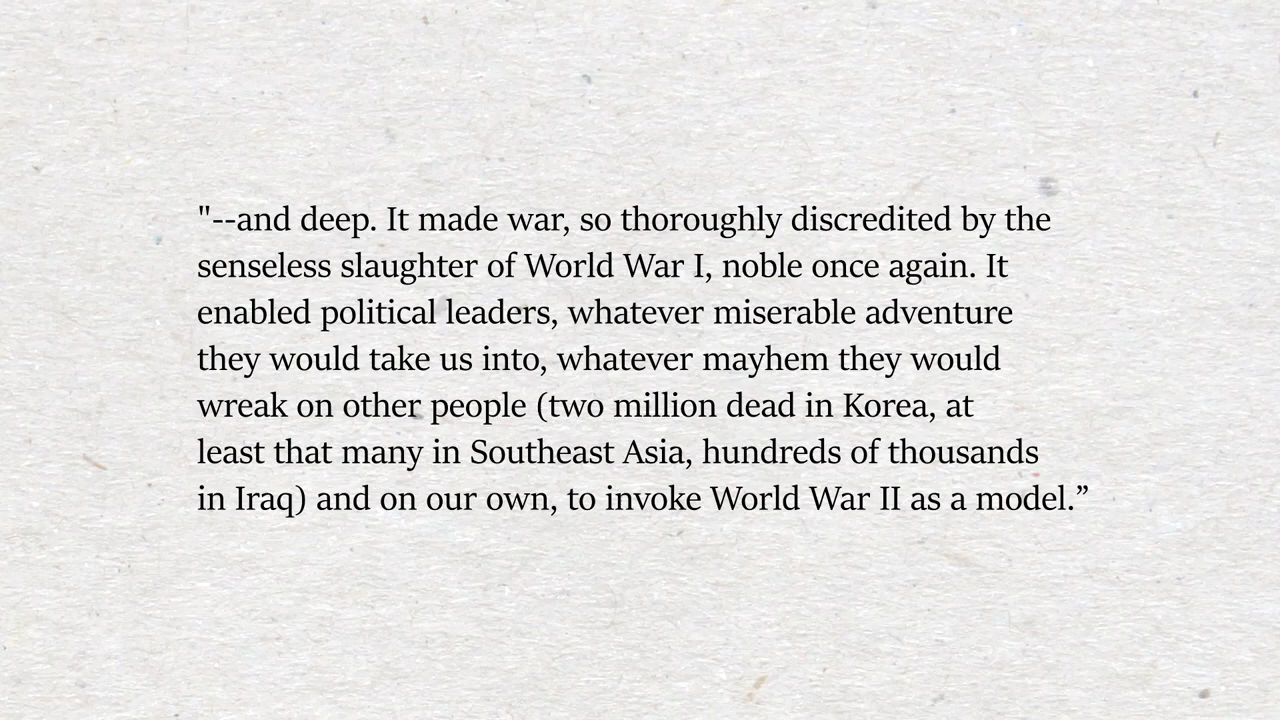 "--and deep. It made war, so thoroughly discredited by the
senseless slaughter of World War I, noble once again. It
enabled political leaders, whatever miserable adventure
they would take us into, whatever mayhem they would
wreak on other people (two million dead in Korea, at
least that many in Southeast Asia, hundreds of thousands
in Iraq) and on our own, to invoke World War II as a model.”